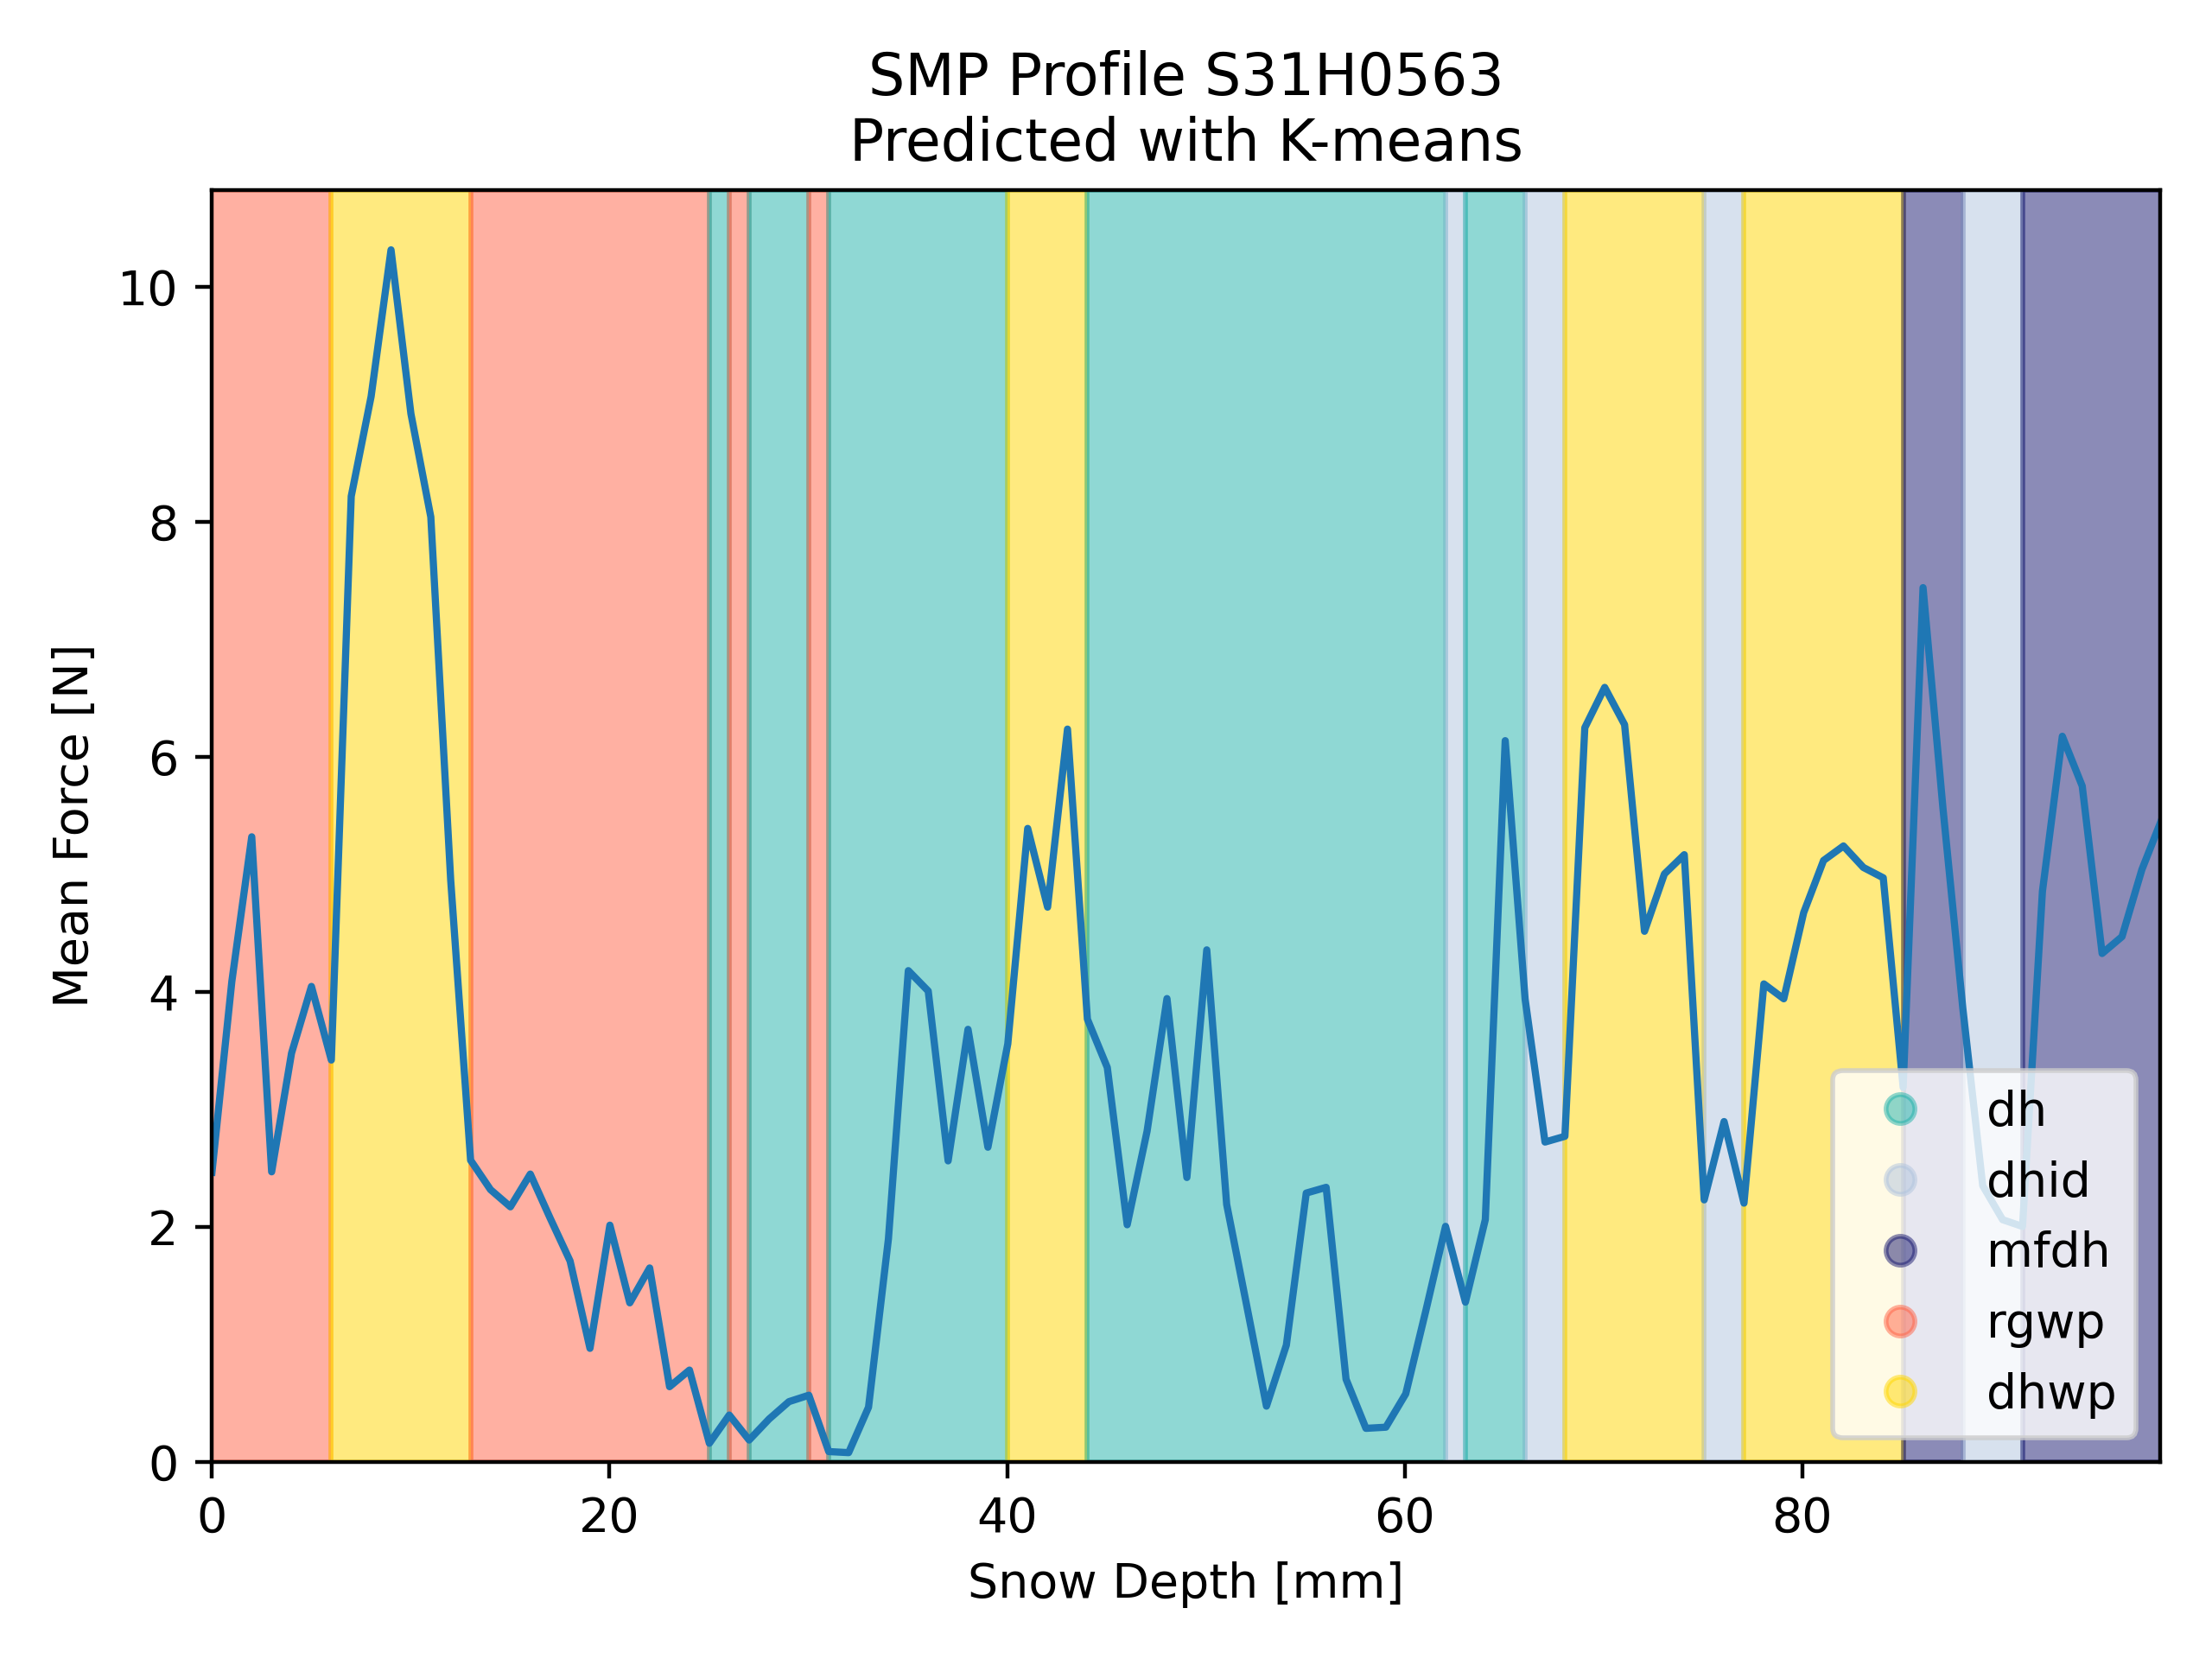 SMP Profile S31H0563
Predicted with K-means
10
8
6
4
2
0
Mean Force [N]
0 20 40 60 80
Snow Depth [mm]
dh
dhid
mfdh
rgwp
dhwp